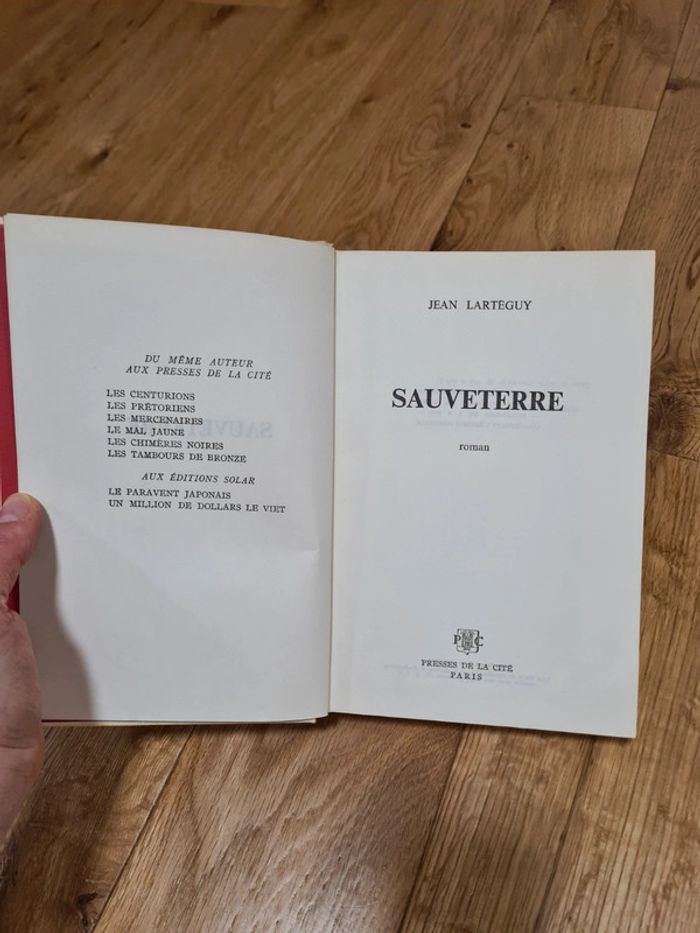 DU MÊME AUTEUR
AUX PRESSES DE LA CITÉ
LES CENTURIONS
LES PRÉTORIENS
LES MERCENAIRES
LE MAL JAUNE
LES CHIMÈRES NOIRES
LES TAMBOURS DE BRONZE
AUX ÉDITIONS SOLAR
LE PARAVENT JAPONAIS
UN MILLION DE DOLLARS LE VIET
JEAN LARTÉGUY
SAUVETERRE
roman
P C
PRESSES DE LA CITÉ
PARIS